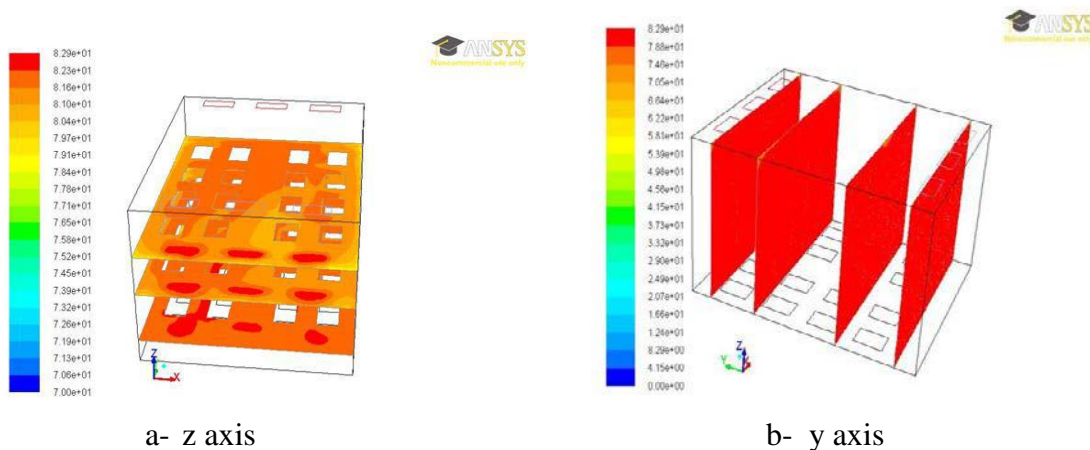 ANSYS
Noncommercial use only
8.29e+01
8.23e+01
8.16e+01
8.10e+01
8.04e+01
7.97e+01
7.91e+01
7.84e+01
7.78e+01
7.71e+01
7.65e+01
7.58e+01
7.52e+01
7.45e+01
7.39e+01
7.32e+01
7.26e+01
7.19e+01
7.13e+01
7.06e+01
7.00e+01
Z
X
a- z axis
ANSYS
Noncommercial use only
8.29e+01
7.88e+01
7.46e+01
7.05e+01
6.64e+01
6.22e+01
5.81e+01
5.39e+01
4.98e+01
4.56e+01
4.15e+01
3.73e+01
3.32e+01
2.90e+01
2.49e+01
2.07e+01
1.66e+01
1.24e+01
8.29e+00
4.15e+00
0.00e+00
Z
Y
b- y axis